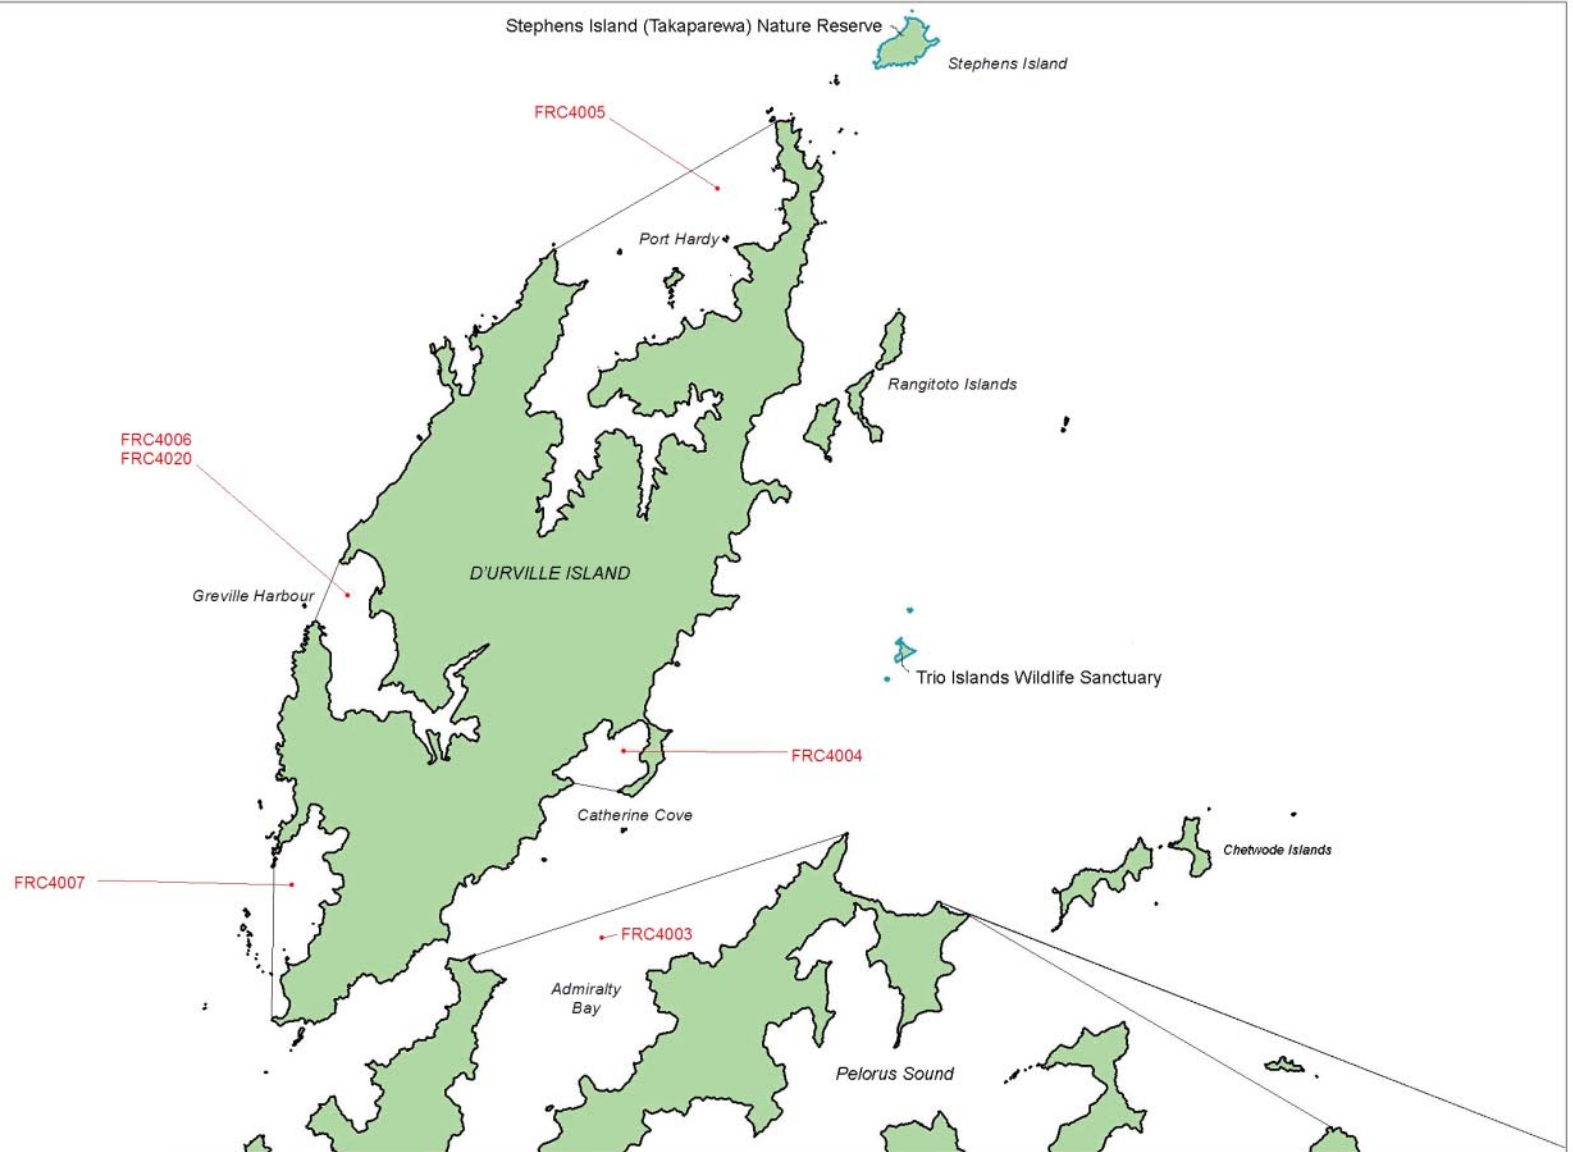 Stephens Island (Takaparewa) Nature Reserve
Stephens Island
FRC4005
Port Hardy
Rangitoto Islands
FRC4006
FRC4020
D'URVILLE ISLAND
Greville Harbour
Trio Islands Wildlife Sanctuary
FRC4004
Catherine Cove
Chetwode Islands
FRC4007
FRC4003
Admiralty
Bay
Pelorus Sound